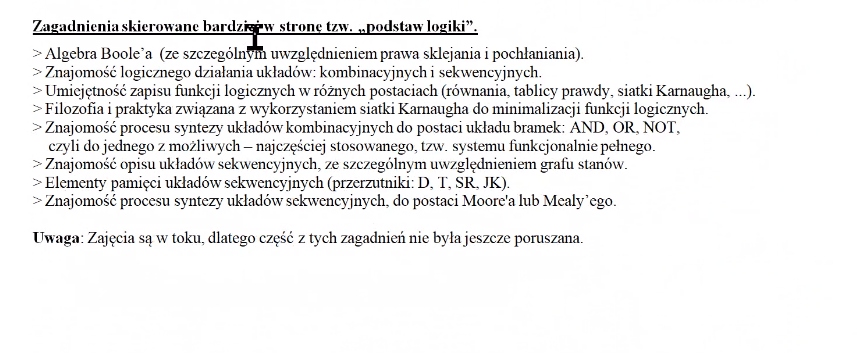 Zagadnienia skierowane bardziej w stronę tzw. „podstaw logiki”.
> Algebra Boole’a (ze szczególnym uwzględnieniem prawa sklejania i pochłaniania).
> Znajomość logicznego działania układów: kombinacyjnych i sekwencyjnych.
> Umiejętność zapisu funkcji logicznych w różnych postaciach (równania, tablicy prawdy, siatki Karnaugha, ...).
> Filozofia i praktyka związana z wykorzystaniem siatki Karnaugha do minimalizacji funkcji logicznych.
> Znajomość procesu syntezy układów kombinacyjnych do postaci układu bramek: AND, OR, NOT,
czyli do jednego z możliwych – najczęściej stosowanego, tzw. systemu funkcjonalnie pełnego.
> Znajomość opisu układów sekwencyjnych, ze szczególnym uwzględnieniem grafu stanów.
> Elementy pamięci układów sekwencyjnych (przerzutniki: D, T, SR, JK).
> Znajomość procesu syntezy układów sekwencyjnych, do postaci Moore'a lub Mealy’ego.
Uwaga: Zajęcia są w toku, dlatego część z tych zagadnień nie była jeszcze poruszana.